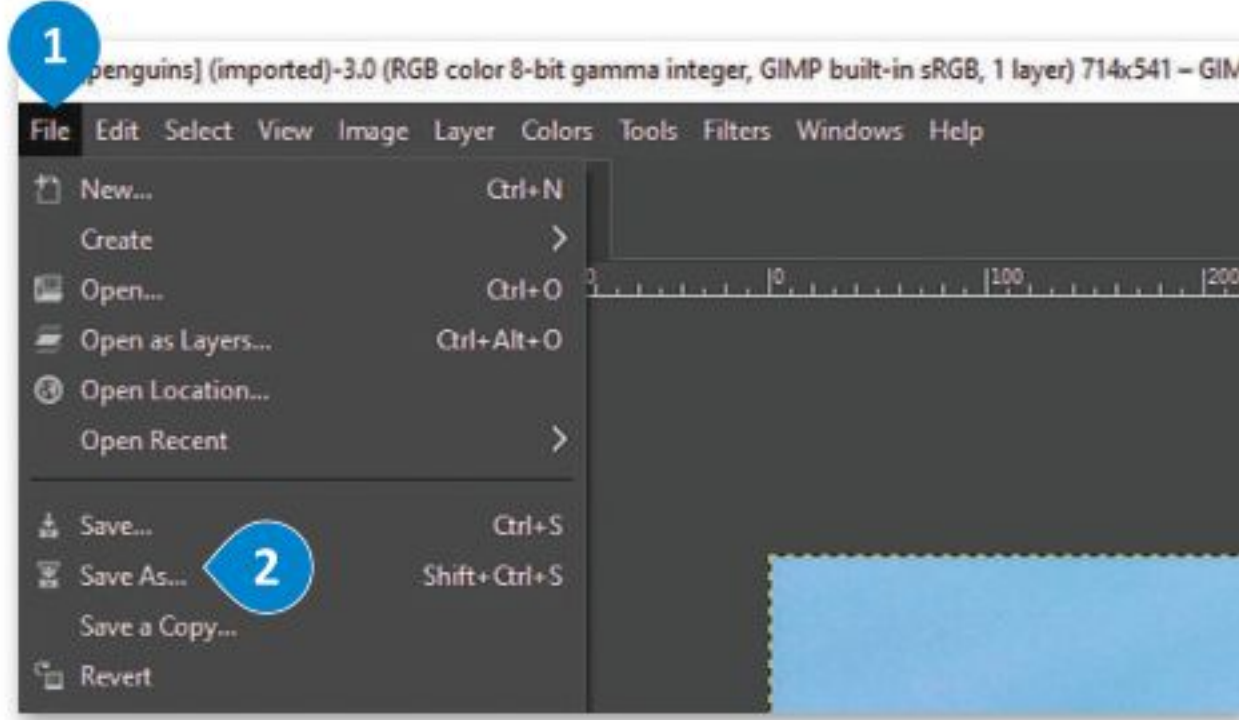 1
penguins] (imported)-3.0 (RGB color 8-bit gamma integer, GIMP built-in sRGB, 1 layer) 714x541 – GIM
File Edit Select View Image Layer Colors Tools Filters Windows Help
New... Ctrl+N
Create
Open... Ctrl+O
0 100 200
Open as Layers... Ctrl+Alt+O
Open Location...
Open Recent
Save... Ctrl+S
Save As... 2 Shift+Ctrl+S
Save a Copy...
Revert